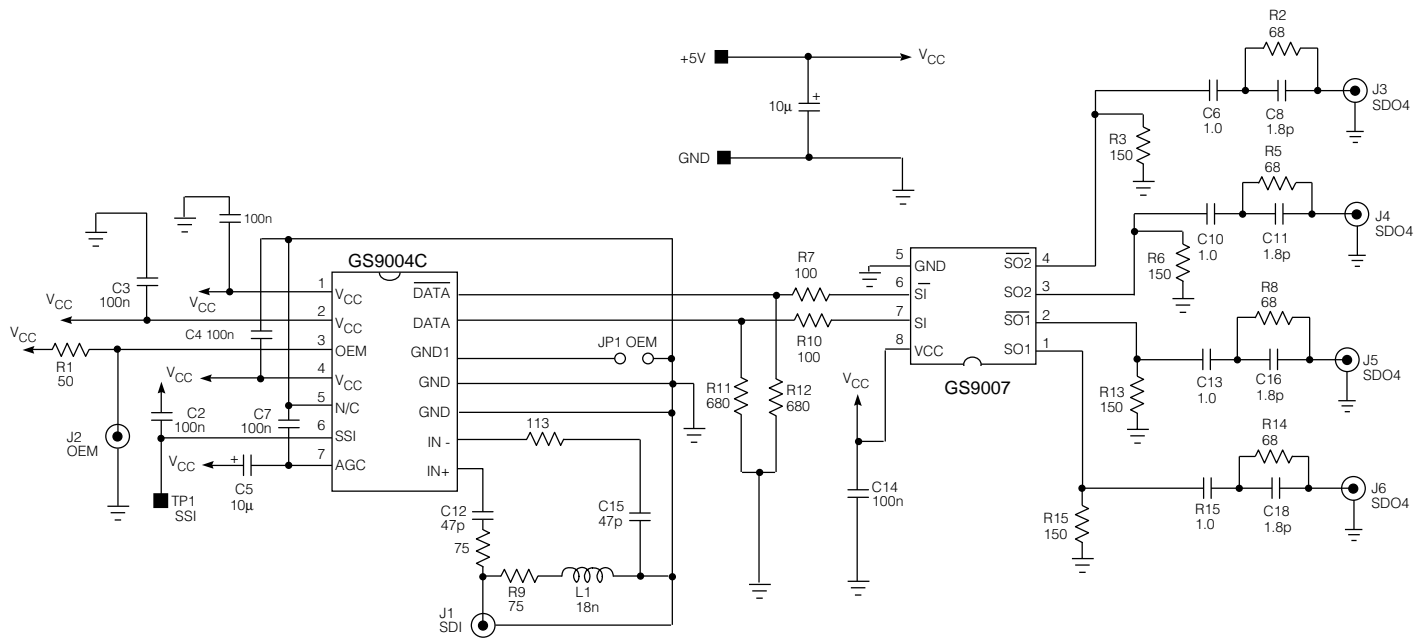 R2
68
+5V
VCC
10µ
+
C6
1.0
C8
1.8p
J3
SDO4
R3
150
GND
R5
68
C10
1.0
C11
1.8p
J4
SDO4
R6
150
100n
C3
100n
VCC
VCC
GS9004C
1
VCC
2
VCC
3
OEM
4
VCC
5
N/C
6
SSI
7
AGC
DATA
DATA
GND1
GND
GND
IN -
IN+
VCC
R1
50
C4 100n
VCC
C2
100n
C7
100n
J2
OEM
VCC
+
C5
10µ
TP1
SSI
113
C12
47p
75
C15
47p
R9
75
L1
18n
J1
SDI
JP1 OEM
R7
100
R10
100
R11
680
R12
680
5
GND
6
SI
7
SI
8
VCC
SO2
4
SO2
3
SO1
2
SO1
1
GS9007
VCC
C14
100n
R8
68
R13
150
C13
1.0
C16
1.8p
J5
SDO4
R14
68
R15
150
R15
1.0
C18
1.8p
J6
SDO4